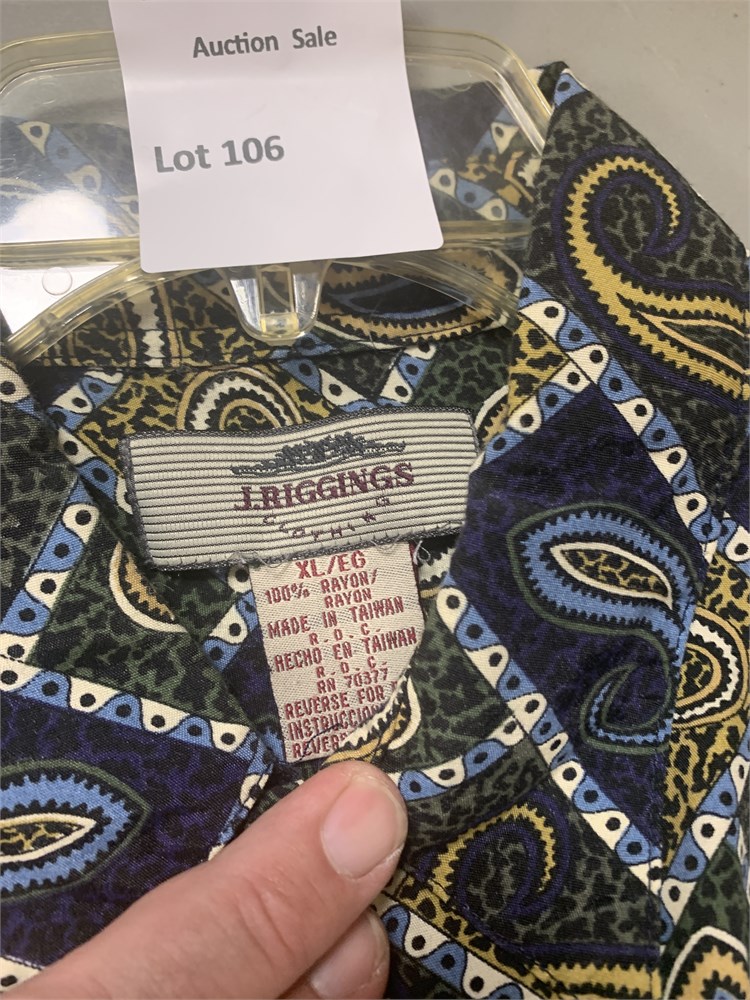 Auction Sale
Lot 106
J.RIGGINGS
CLOTHING
XL/EG
100% RAYON/
RAYON
MADE IN TAIWAN
R.O.C.
HECHO EN TAIWAN
R.O.C.
RN 70377
REVERSE FOR